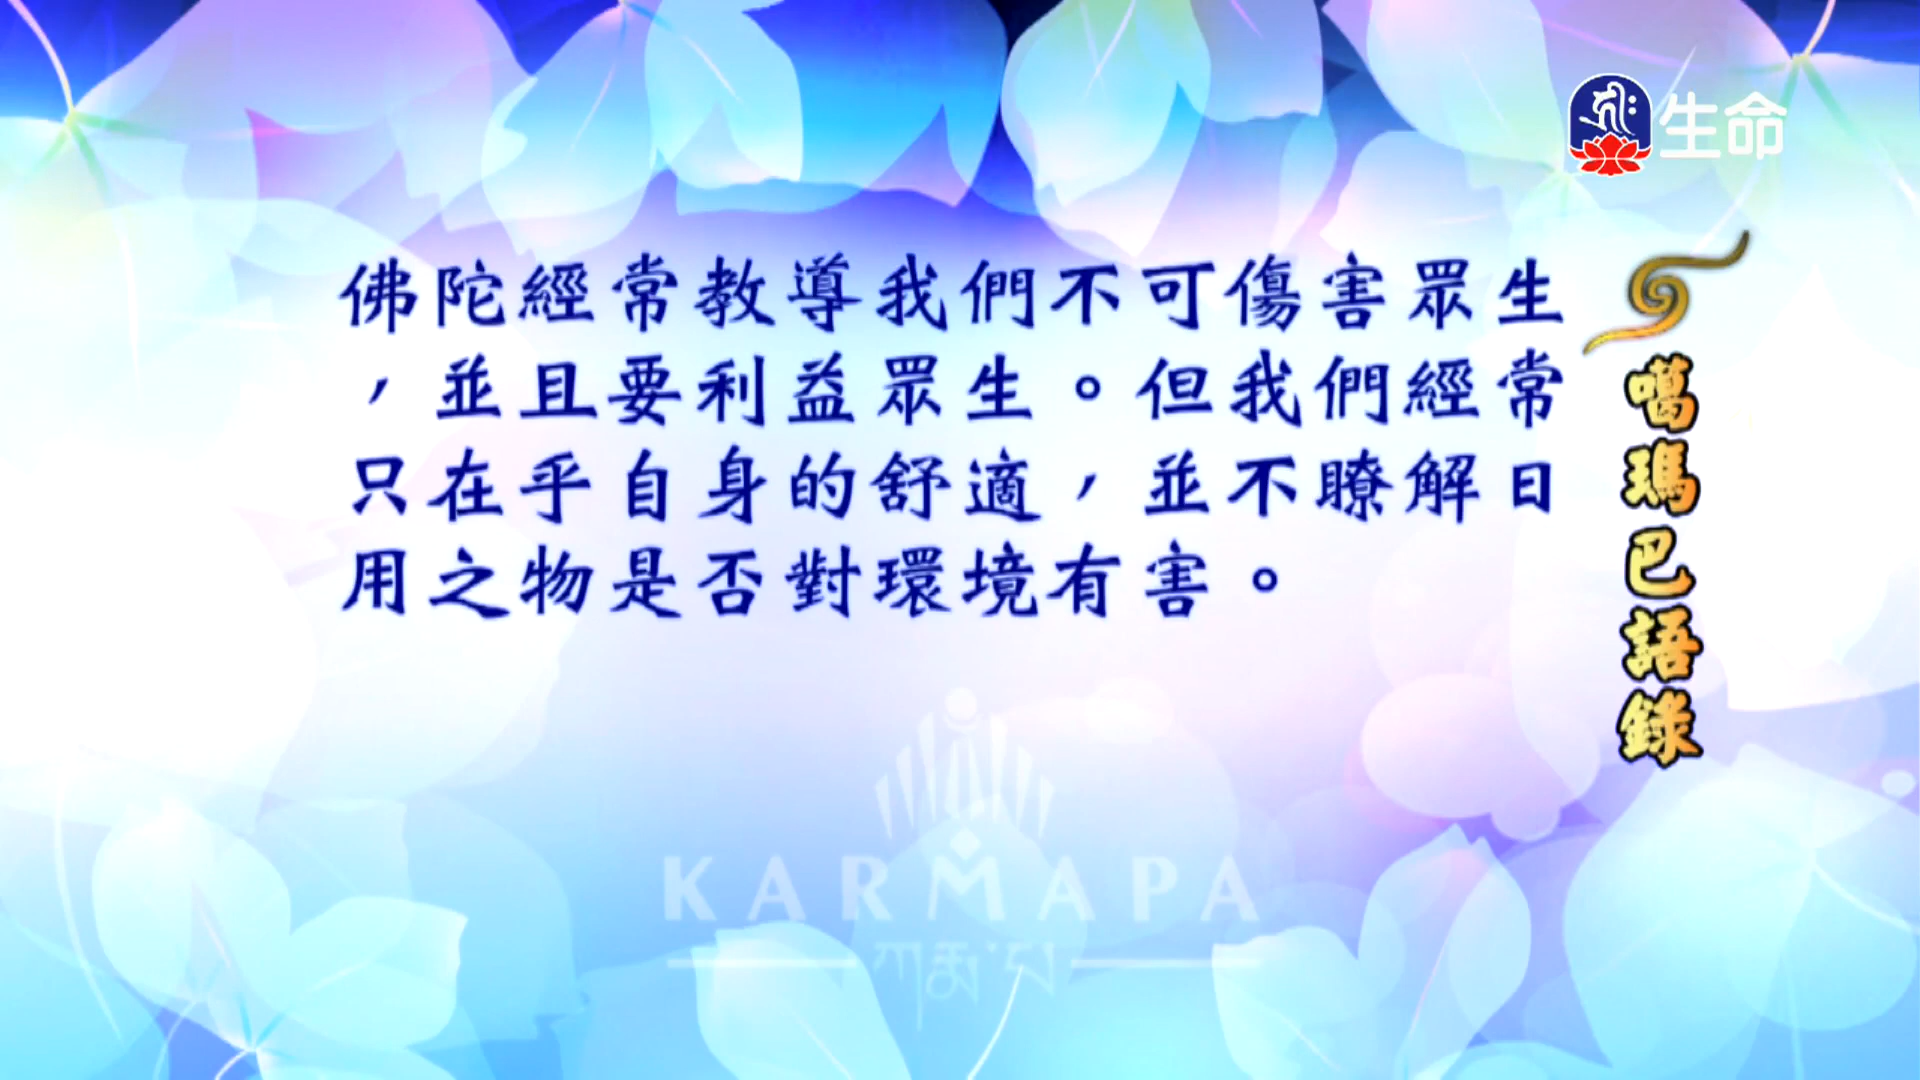 生命
佛陀經常教導我們不可傷害眾生
，並且要利益眾生。但我們經常
只在乎自身的舒適，並不瞭解日
用之物是否對環境有害。
噶瑪巴語錄
KARMAPA
ཀརྨ་པ